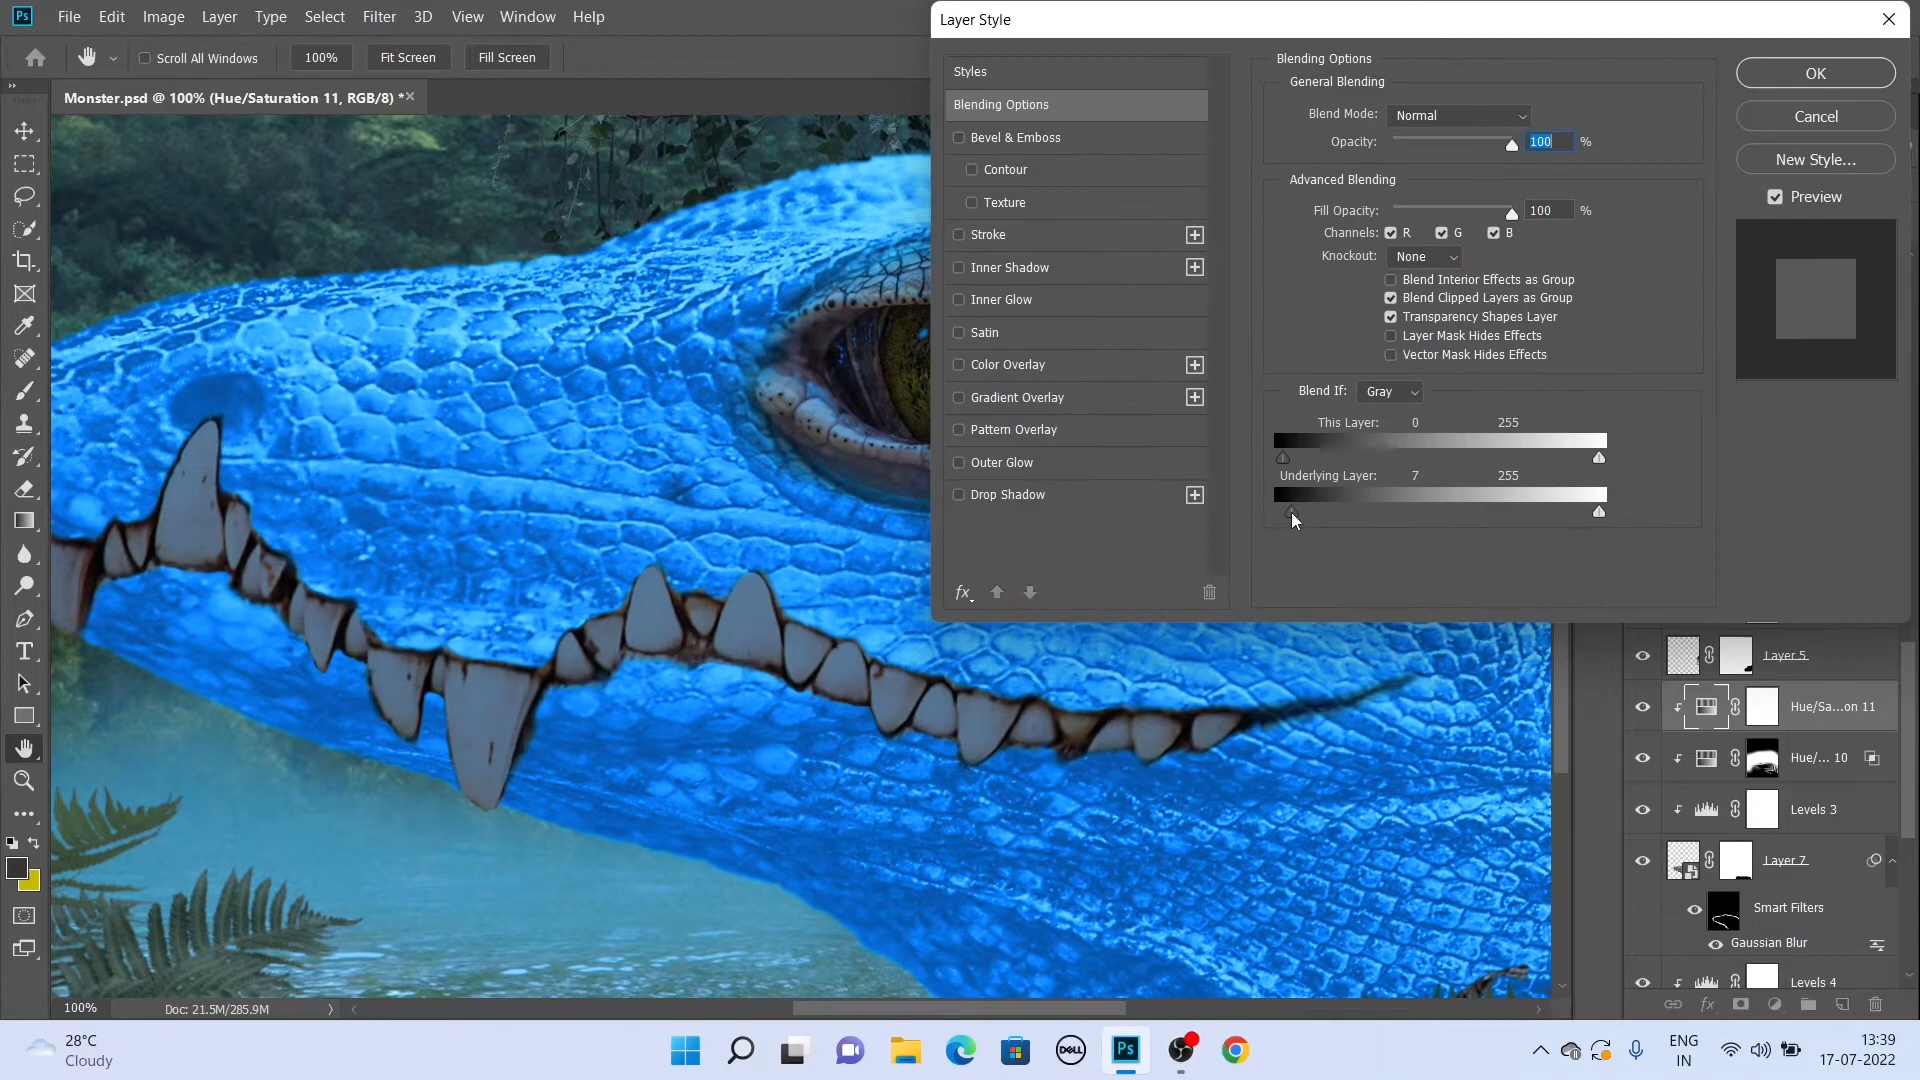 Ps File Edit Image Layer Type Select Filter 3D View Window Help
Layer Style
Scroll All Windows 100% Fit Screen Fill Screen
Monster.psd @ 100% (Hue/Saturation 11, RGB/8) *
Styles
Blending Options
Bevel & Emboss
Contour
Texture
Stroke
Inner Shadow
Inner Glow
Satin
Color Overlay
Gradient Overlay
Pattern Overlay
Outer Glow
Drop Shadow
fx
Blending Options
General Blending
Blend Mode: Normal
Opacity: 100 %
Advanced Blending
Fill Opacity: 100 %
Channels: R G B
Knockout: None
Blend Interior Effects as Group
Blend Clipped Layers as Group
Transparency Shapes Layer
Layer Mask Hides Effects
Vector Mask Hides Effects
Blend If: Gray
This Layer: 0 255
Underlying Layer: 7 255
OK
Cancel
New Style...
Preview
Layer 5
Hue/Sa...on 11
Hue/... 10
Levels 3
Layer 7
Smart Filters
Gaussian Blur
Levels 4
fx
100% Doc: 21.5M/285.9M
28°C
Cloudy
DELL
Ps
ENG
IN
13:39
17-07-2022